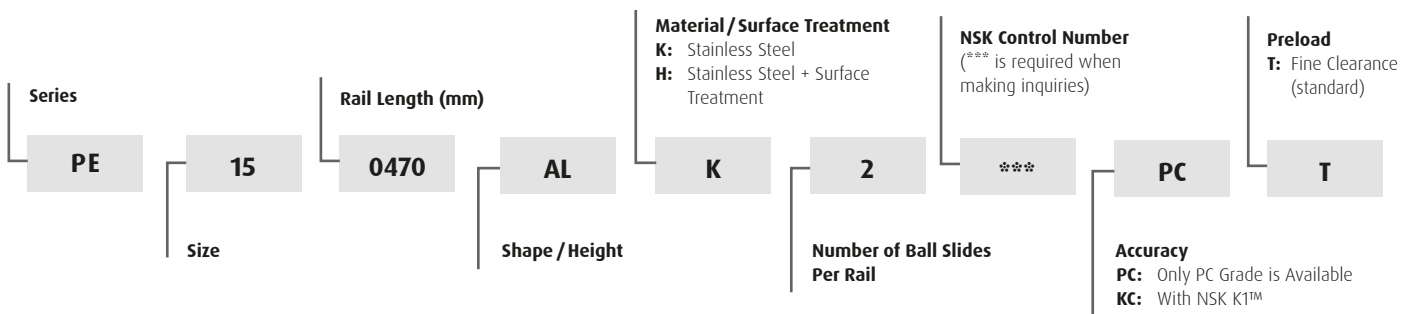 Material / Surface Treatment
K: Stainless Steel
H: Stainless Steel + Surface
Treatment
NSK Control Number
(*** is required when
making inquiries)
Preload
T: Fine Clearance
(standard)
Series
Rail Length (mm)
PE
15
0470
AL
K
2
***
PC
T
Size
Shape / Height
Number of Ball Slides
Per Rail
Accuracy
PC: Only PC Grade is Available
KC: With NSK K1™